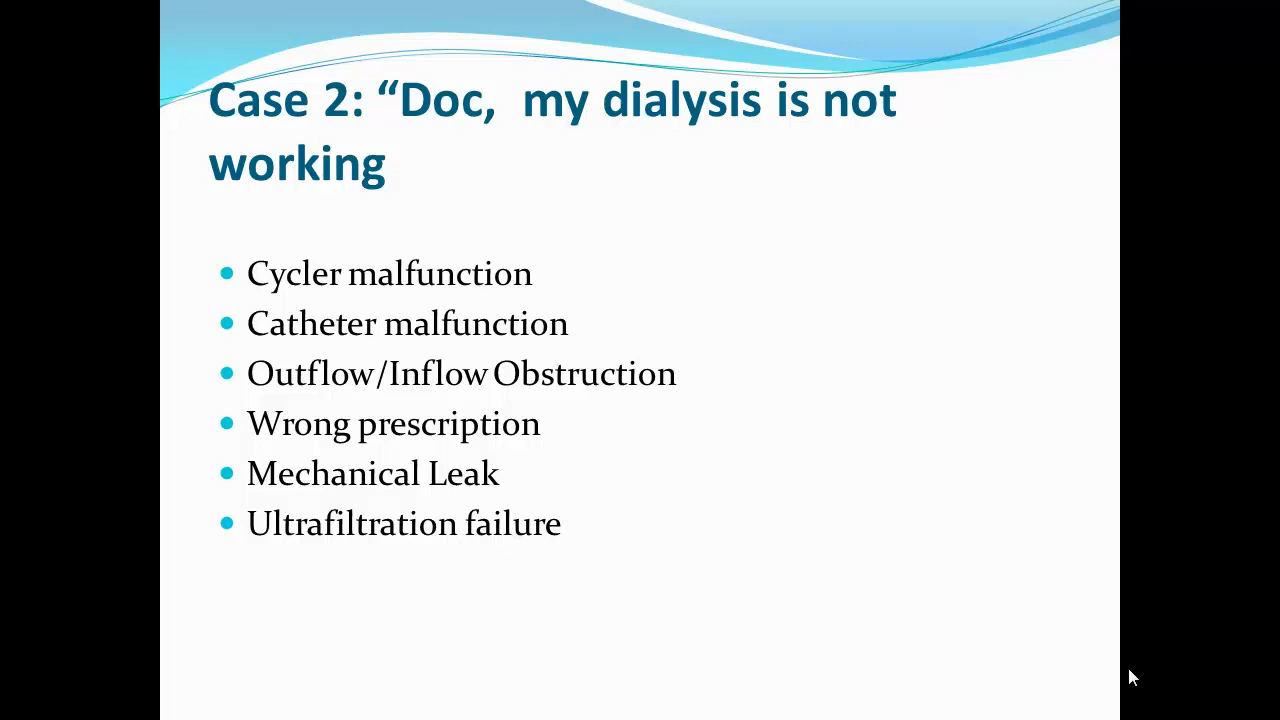 Case 2: “Doc, my dialysis is not
working
• Cycler malfunction
• Catheter malfunction
• Outflow/Inflow Obstruction
• Wrong prescription
• Mechanical Leak
• Ultrafiltration failure